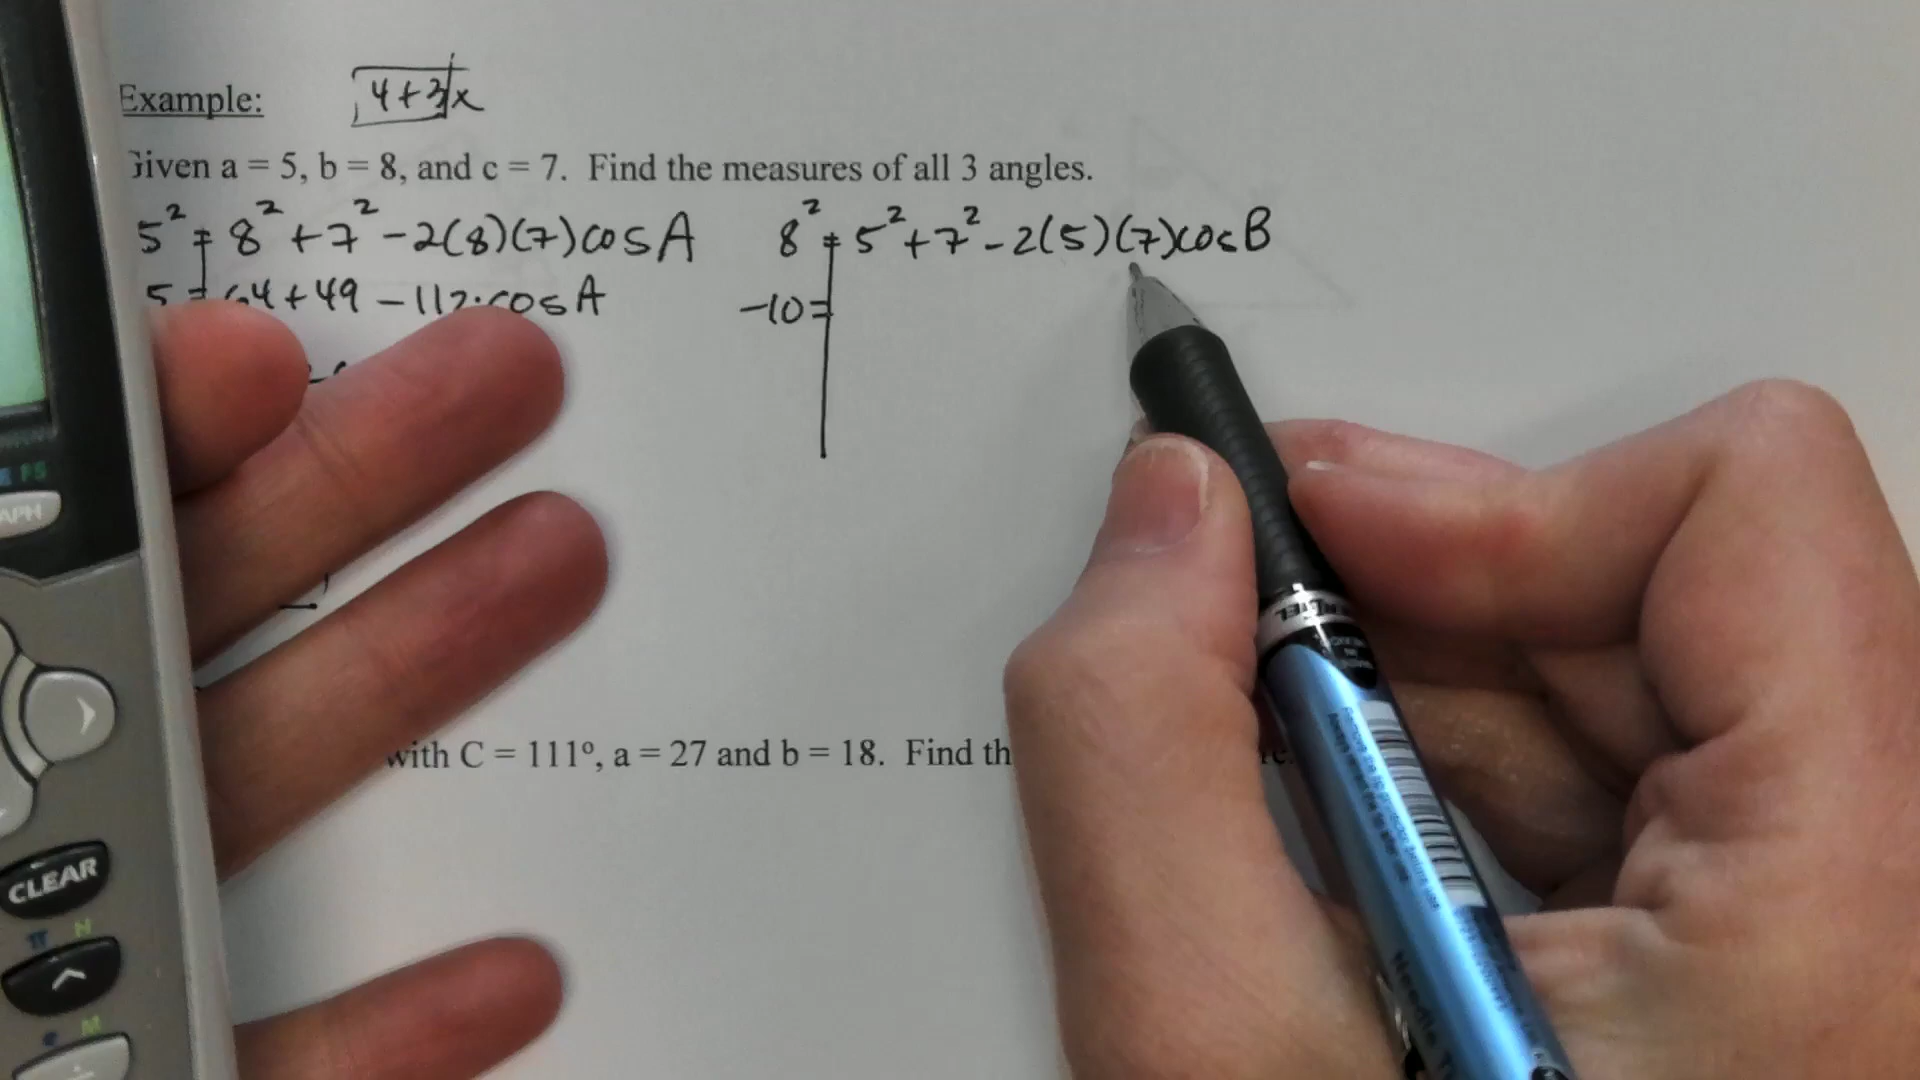 Example: 4+3x
Given a = 5, b = 8, and c = 7. Find the measures of all 3 angles.
5² = 8² + 7² - 2(8)(7)cosA
8² = 5² + 7² - 2(5)(7)cosB
5 = 64 + 49 - 112·cosA
-10 =
with C = 111°, a = 27 and b = 18. Find th
F5
CLEAR
π N
^
M